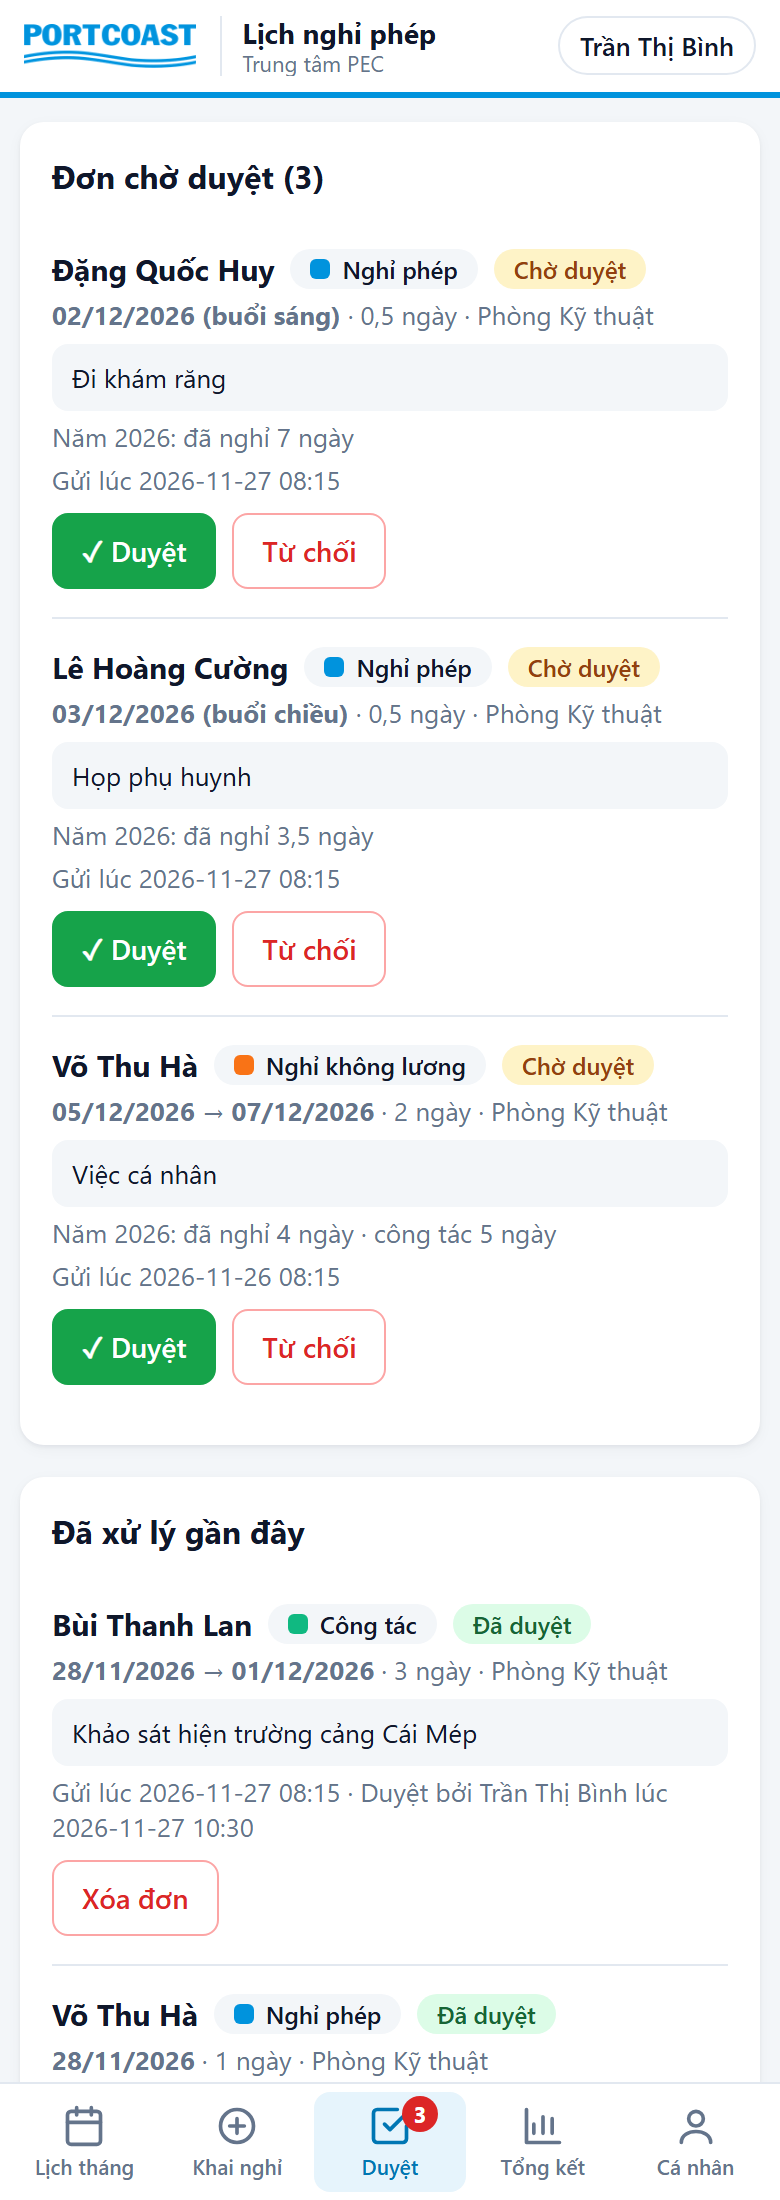 PORTCOAST
Lịch nghỉ phép
Trung tâm PEC
Trần Thị Bình
Đơn chờ duyệt (3)
Đặng Quốc Huy Nghỉ phép Chờ duyệt
02/12/2026 (buổi sáng) · 0,5 ngày · Phòng Kỹ thuật
Đi khám răng
Năm 2026: đã nghỉ 7 ngày
Gửi lúc 2026-11-27 08:15
✓ Duyệt Từ chối
Lê Hoàng Cường Nghỉ phép Chờ duyệt
03/12/2026 (buổi chiều) · 0,5 ngày · Phòng Kỹ thuật
Họp phụ huynh
Năm 2026: đã nghỉ 3,5 ngày
Gửi lúc 2026-11-27 08:15
✓ Duyệt Từ chối
Võ Thu Hà Nghỉ không lương Chờ duyệt
05/12/2026 → 07/12/2026 · 2 ngày · Phòng Kỹ thuật
Việc cá nhân
Năm 2026: đã nghỉ 4 ngày · công tác 5 ngày
Gửi lúc 2026-11-26 08:15
✓ Duyệt Từ chối
Đã xử lý gần đây
Bùi Thanh Lan Công tác Đã duyệt
28/11/2026 → 01/12/2026 · 3 ngày · Phòng Kỹ thuật
Khảo sát hiện trường cảng Cái Mép
Gửi lúc 2026-11-27 08:15 · Duyệt bởi Trần Thị Bình lúc
2026-11-27 10:30
Xóa đơn
Võ Thu Hà Nghỉ phép Đã duyệt
28/11/2026 · 1 ngày · Phòng Kỹ thuật
3
Lịch tháng Khai nghỉ Duyệt Tổng kết Cá nhân